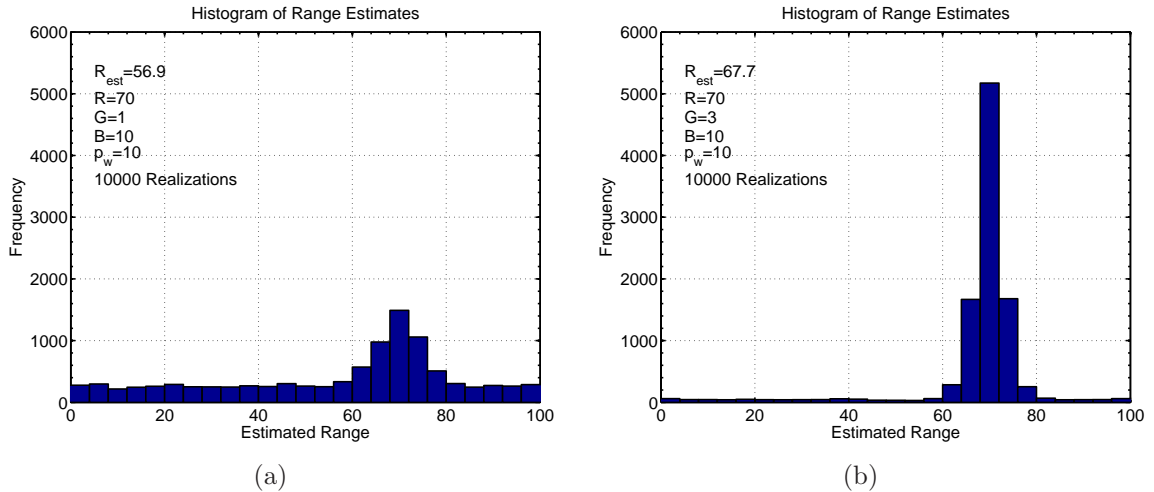 Histogram of Range Estimates
6000
5000
4000
3000
2000
1000
0
Frequency
R_est=56.9
R=70
G=1
B=10
p_w=10
10000 Realizations
0 20 40 60 80 100
Estimated Range
(a)
Histogram of Range Estimates
6000
5000
4000
3000
2000
1000
0
Frequency
R_est=67.7
R=70
G=3
B=10
p_w=10
10000 Realizations
0 20 40 60 80 100
Estimated Range
(b)